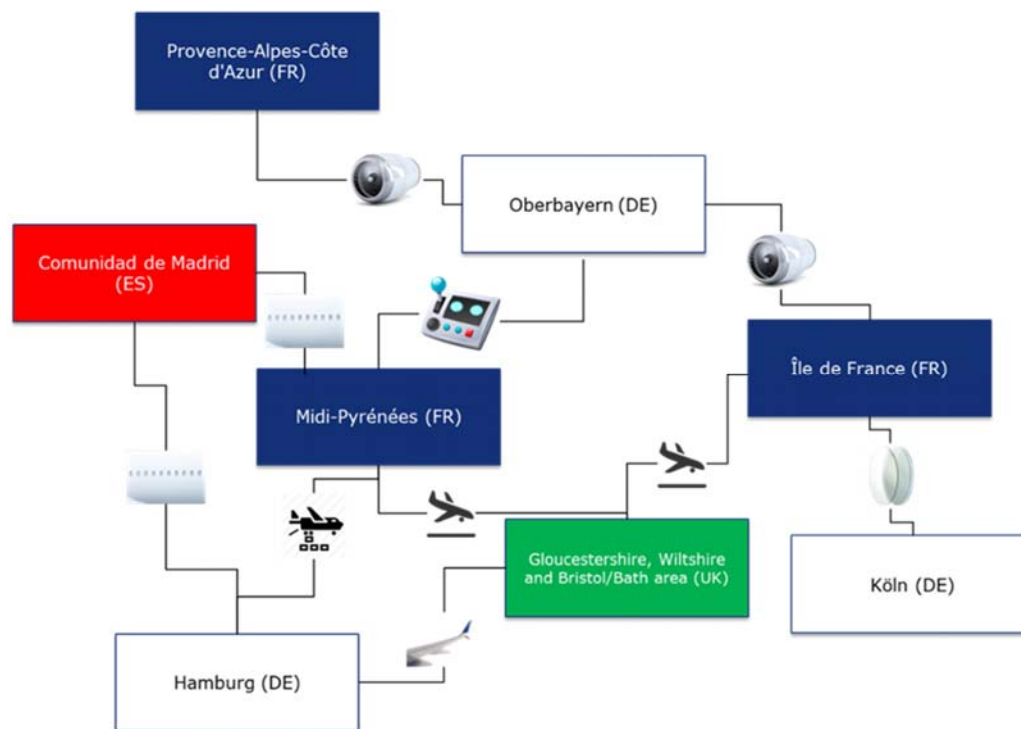 Provence-Alpes-Côte
d'Azur (FR)
Oberbayern (DE)
Comunidad de Madrid
(ES)
Île de France (FR)
Midi-Pyrénées (FR)
Gloucestershire, Wiltshire
and Bristol/Bath area (UK)
Köln (DE)
Hamburg (DE)